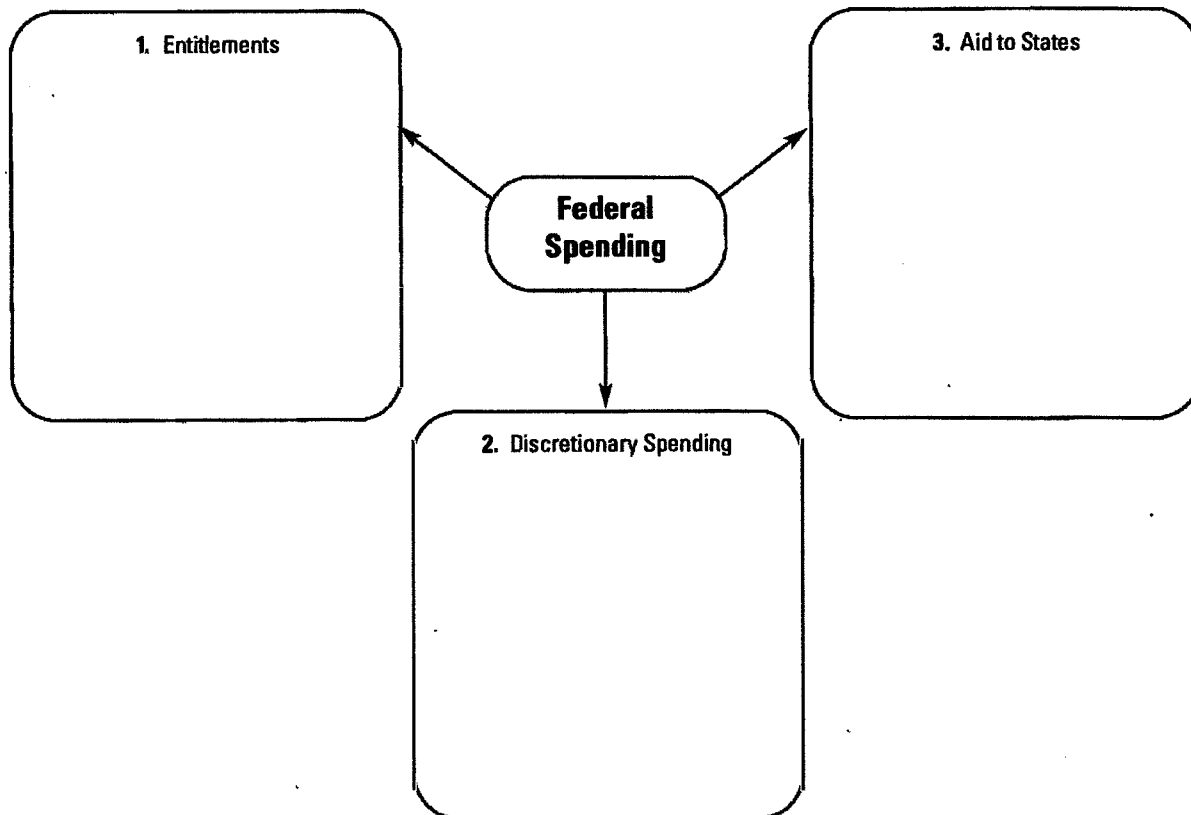 1. Entitlements
3. Aid to States
Federal
Spending
2. Discretionary Spending